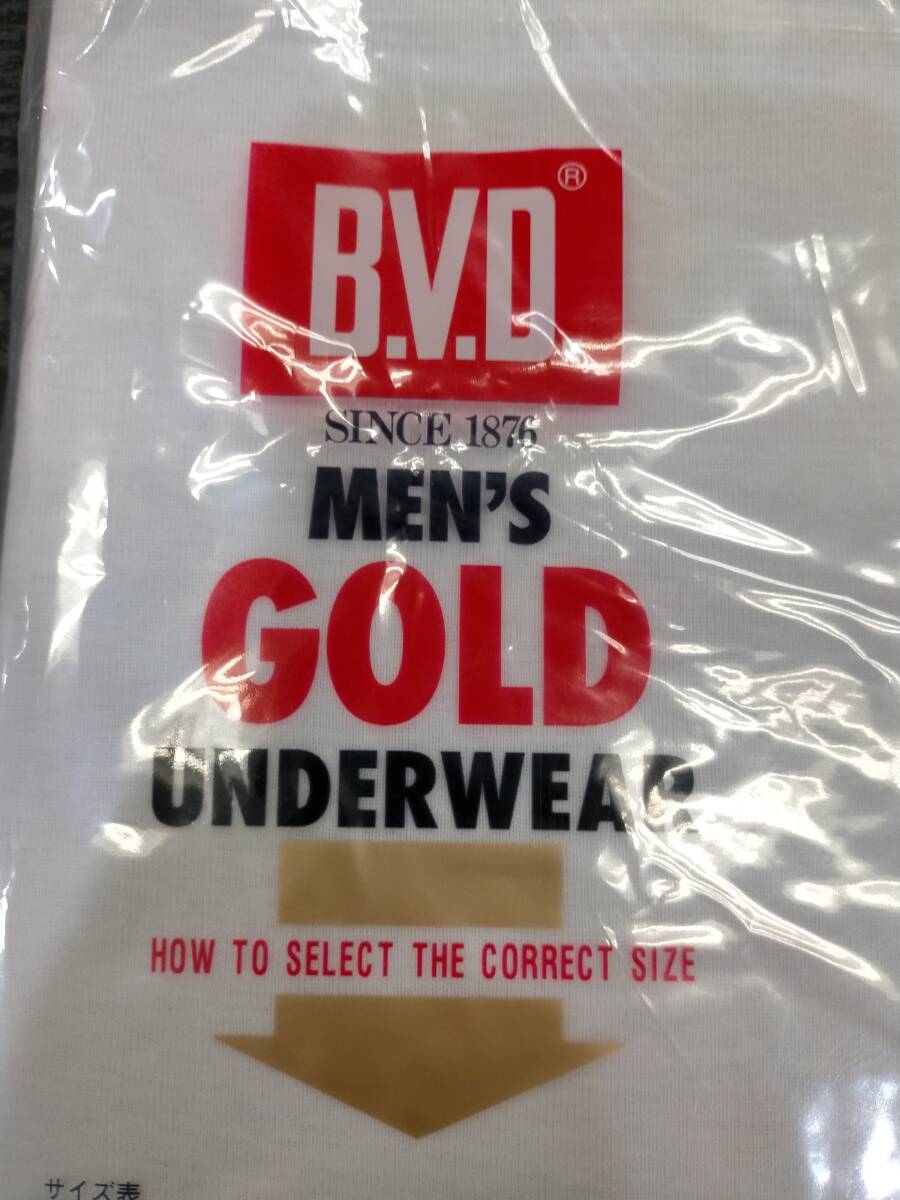 B.V.D.®
SINCE 1876
MEN'S
GOLD
UNDERWEAR
HOW TO SELECT THE CORRECT SIZE
サイズ表